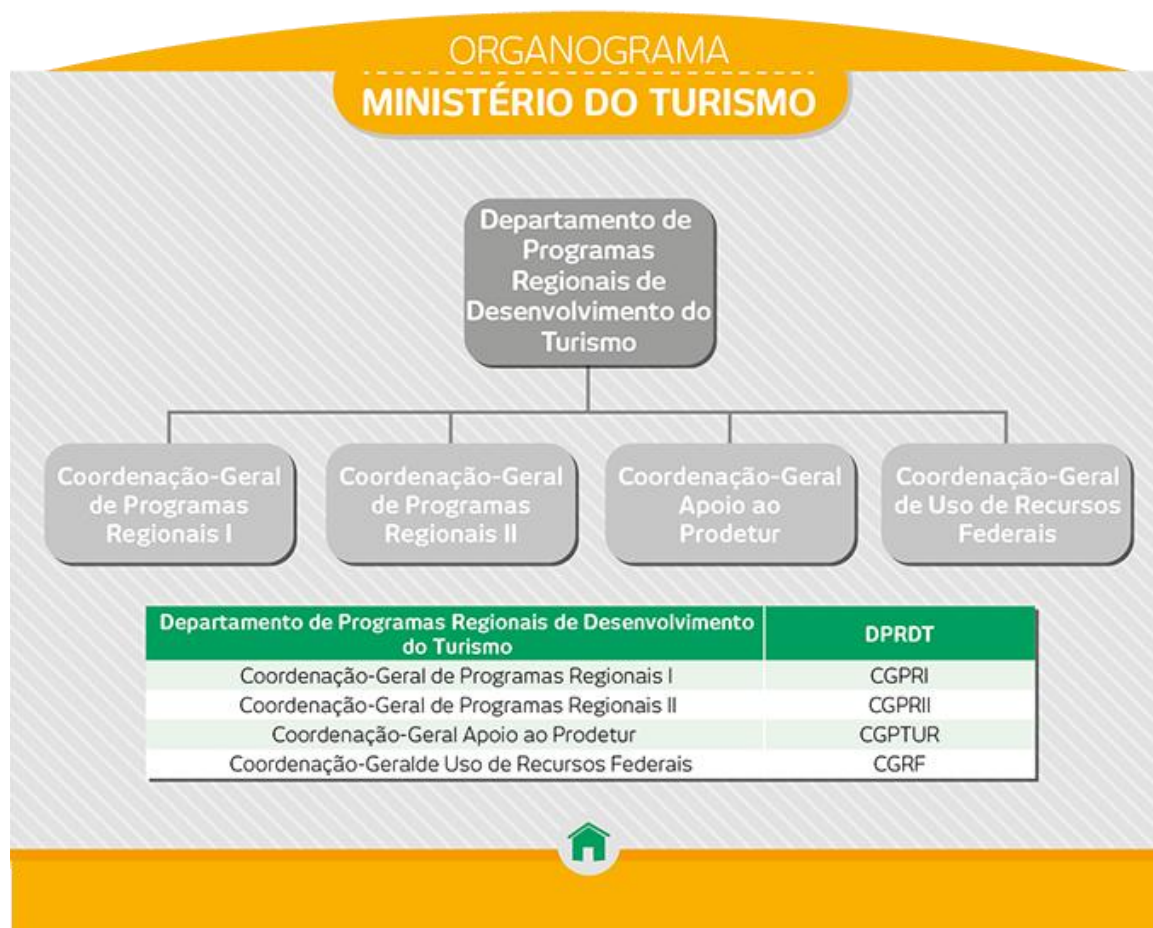 ORGANOGRAMA
MINISTÉRIO DO TURISMO
Departamento de
Programas
Regionais de
Desenvolvimento do
Turismo
Coordenação-Geral
de Programas
Regionais I
Coordenação-Geral
de Programas
Regionais II
Coordenação-Geral
Apoio ao
Prodetur
Coordenação-Geral
de Uso de Recursos
Federais
Departamento de Programas Regionais de Desenvolvimento
do Turismo
DPRDT
Coordenação-Geral de Programas Regionais I CGPRI
Coordenação-Geral de Programas Regionais II CGPRII
Coordenação-Geral Apoio ao Prodetur CGPTUR
Coordenação-Geralde Uso de Recursos Federais CGRF